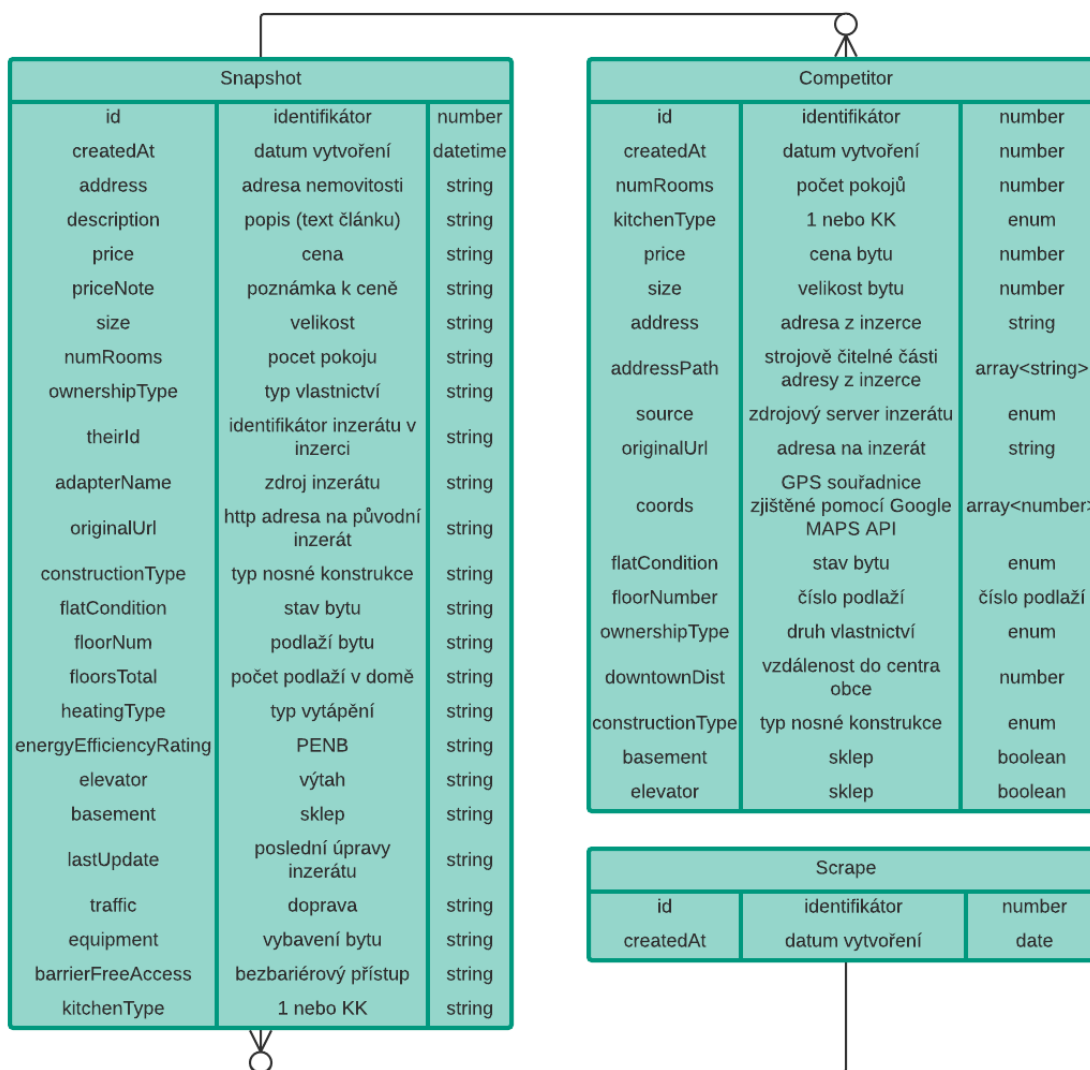 Snapshot
id identifikátor number
createdAt datum vytvoření datetime
address adresa nemovitosti string
description popis (text článku) string
price cena string
priceNote poznámka k ceně string
size velikost string
numRooms pocet pokoju string
ownershipType typ vlastnictví string
theirId identifikátor inzerátu v
inzerci string
adapterName zdroj inzerátu string
originalUrl http adresa na původní
inzerát string
constructionType typ nosné konstrukce string
flatCondition stav bytu string
floorNum podlaží bytu string
floorsTotal počet podlaží v domě string
heatingType typ vytápění string
energyEfficiencyRating PENB string
elevator výtah string
basement sklep string
lastUpdate poslední úpravy
inzerátu string
traffic doprava string
equipment vybavení bytu string
barrierFreeAccess bezbariérový přístup string
kitchenType 1 nebo KK string
Competitor
id identifikátor number
createdAt datum vytvoření number
numRooms počet pokojů number
kitchenType 1 nebo KK enum
price cena bytu number
size velikost bytu number
address adresa z inzerce string
addressPath strojově čitelné části
adresy z inzerce array<string>
source zdrojový server inzerátu enum
originalUrl adresa na inzerát string
coords GPS souřadnice
zjištěné pomocí Google
MAPS API array<number>
flatCondition stav bytu enum
floorNumber číslo podlaží číslo podlaží
ownershipType druh vlastnictví enum
downtownDist vzdálenost do centra
obce number
constructionType typ nosné konstrukce enum
basement sklep boolean
elevator sklep boolean
Scrape
id identifikátor number
createdAt datum vytvoření date